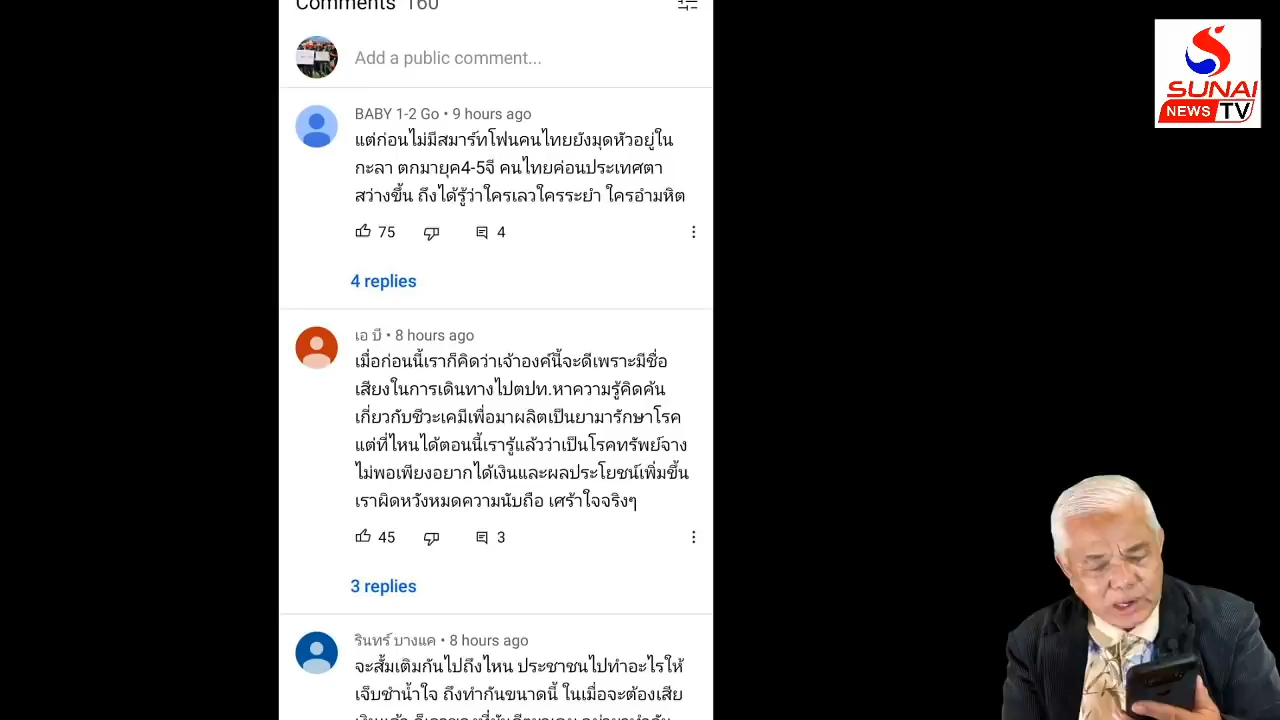 Comments 160
SUNAI
NEWS TV
Add a public comment...
BABY 1-2 Go • 9 hours ago
แต่ก่อนไม่มีสมาร์ทโฟนคนไทยยังมุดหัวอยู่ใน
กะลา ตกมายุค4-5จี คนไทยค่อนประเทศตา
สว่างขึ้น ถึงได้รู้ว่าใครเลวใครระยำ ใครอำมหิต
75 4
4 replies
เอ บี • 8 hours ago
เมื่อก่อนนี้เราก็คิดว่าเจ้าองค์นี้จะดีเพราะมีชื่อ
เสียงในการเดินทางไปตปท.หาความรู้คิดค้น
เกี่ยวกับชีวะเคมีเพื่อมาผลิตเป็นยามารักษาโรค
แต่ที่ไหนได้ตอนนี้เรารู้แล้วว่าเป็นโรคทรัพย์จาง
ไม่พอเพียงอยากได้เงินและผลประโยชน์เพิ่มขึ้น
เราผิดหวังหมดความนับถือ เศร้าใจจริงๆ
45 3
3 replies
รินทร์ บางแค • 8 hours ago
จะสั้มเดิมกันไปถึงไหน ประชาชนไปทำอะไรให้
เจ็บช้ำน้ำใจ ถึงทำกันขนาดนี้ ในเมื่อจะต้องเสีย